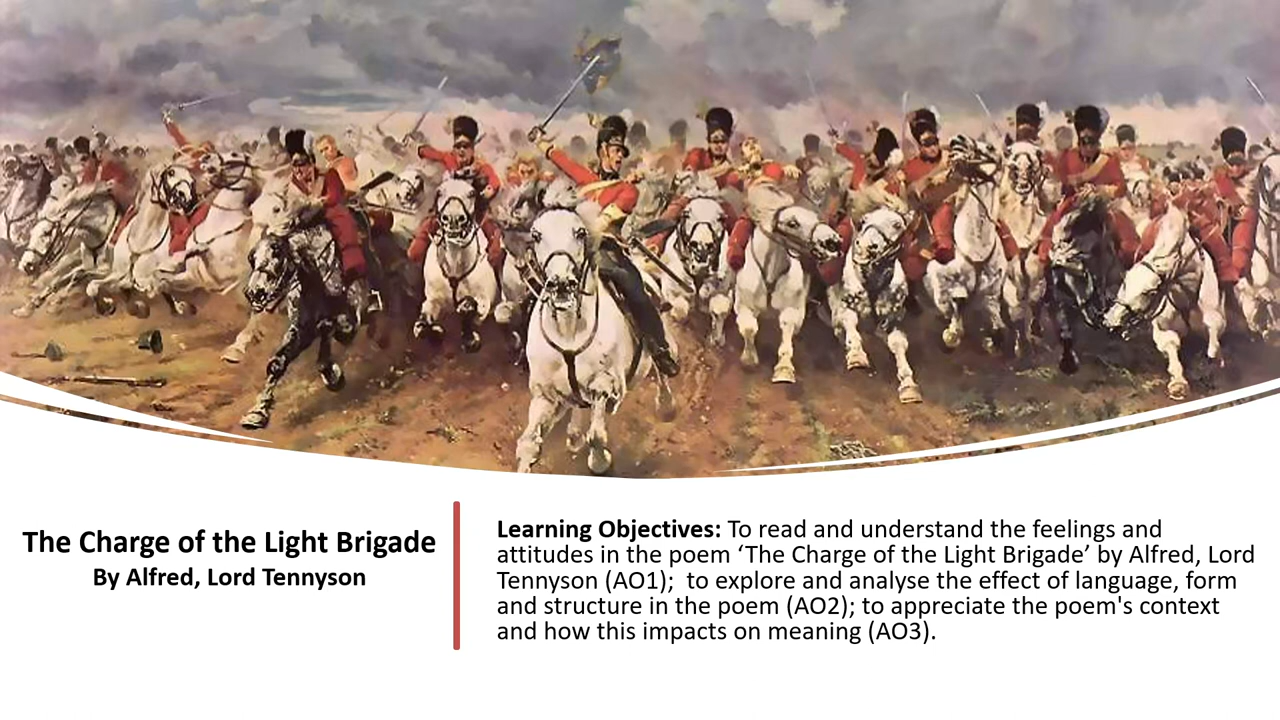 The Charge of the Light Brigade
By Alfred, Lord Tennyson
Learning Objectives: To read and understand the feelings and
attitudes in the poem ‘The Charge of the Light Brigade’ by Alfred, Lord
Tennyson (AO1);  to explore and analyse the effect of language, form
and structure in the poem (AO2); to appreciate the poem's context
and how this impacts on meaning (AO3).